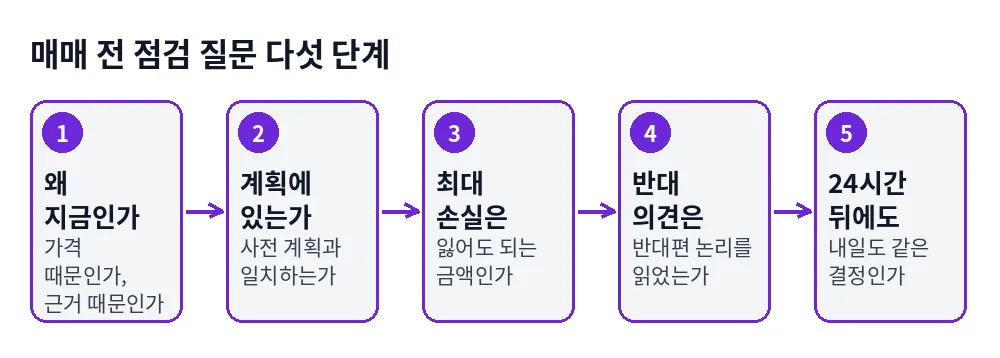 매매 전 점검 질문 다섯 단계
1
왜
지금인가
가격
때문인가,
근거 때문인가
2
계획에
있는가
사전 계획과
일치하는가
3
최대
손실은
잃어도 되는
금액인가
4
반대
의견은
반대편 논리를
읽었는가
5
24시간
뒤에도
내일도 같은
결정인가